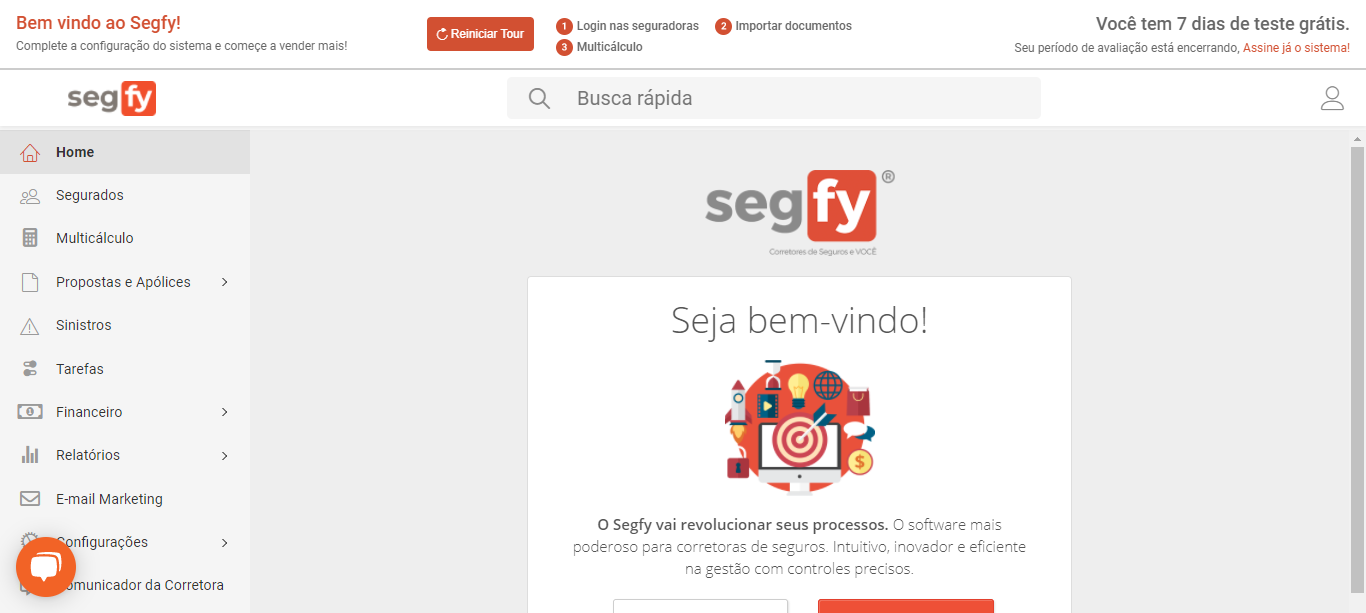 Bem vindo ao Segfy!
Complete a configuração do sistema e começe a vender mais!
Reiniciar Tour
1 Login nas seguradoras 2 Importar documentos
3 Multicálculo
Você tem 7 dias de teste grátis.
Seu período de avaliação está encerrando, Assine já o sistema!
segfy
Busca rápida
Home
Segurados
Multicálculo
Propostas e Apólices
Sinistros
Tarefas
Financeiro
Relatórios
E-mail Marketing
Configurações
omunicador da Corretora
segfy®
Corretores de Seguros e VOCÊ
Seja bem-vindo!
O Segfy vai revolucionar seus processos. O software mais
poderoso para corretoras de seguros. Intuitivo, inovador e eficiente
na gestão com controles precisos.